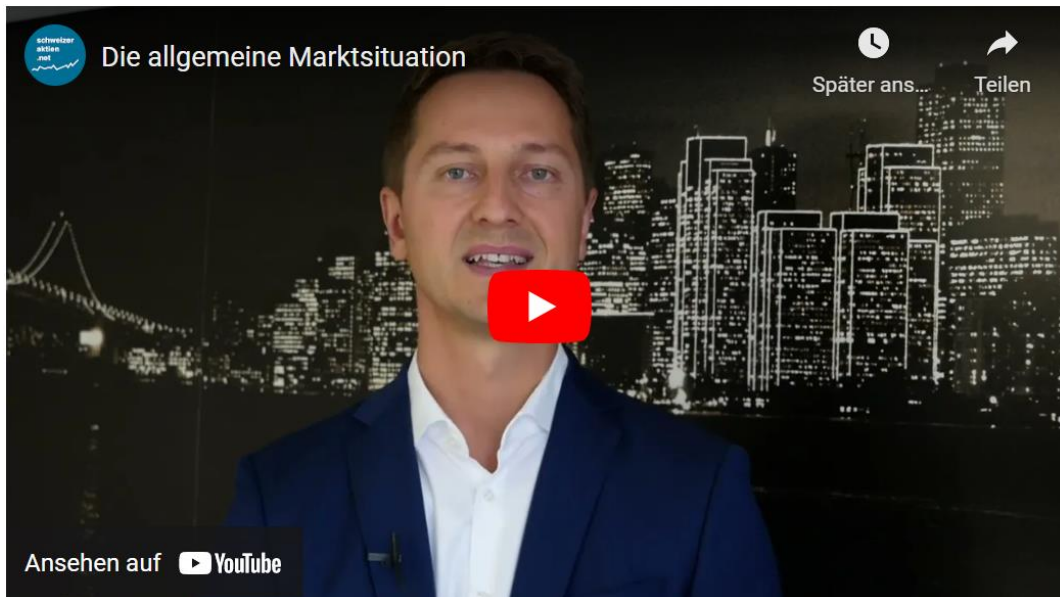 schweizer
aktien
.net
Die allgemeine Marktsituation
Später ans...
Teilen
Ansehen auf YouTube